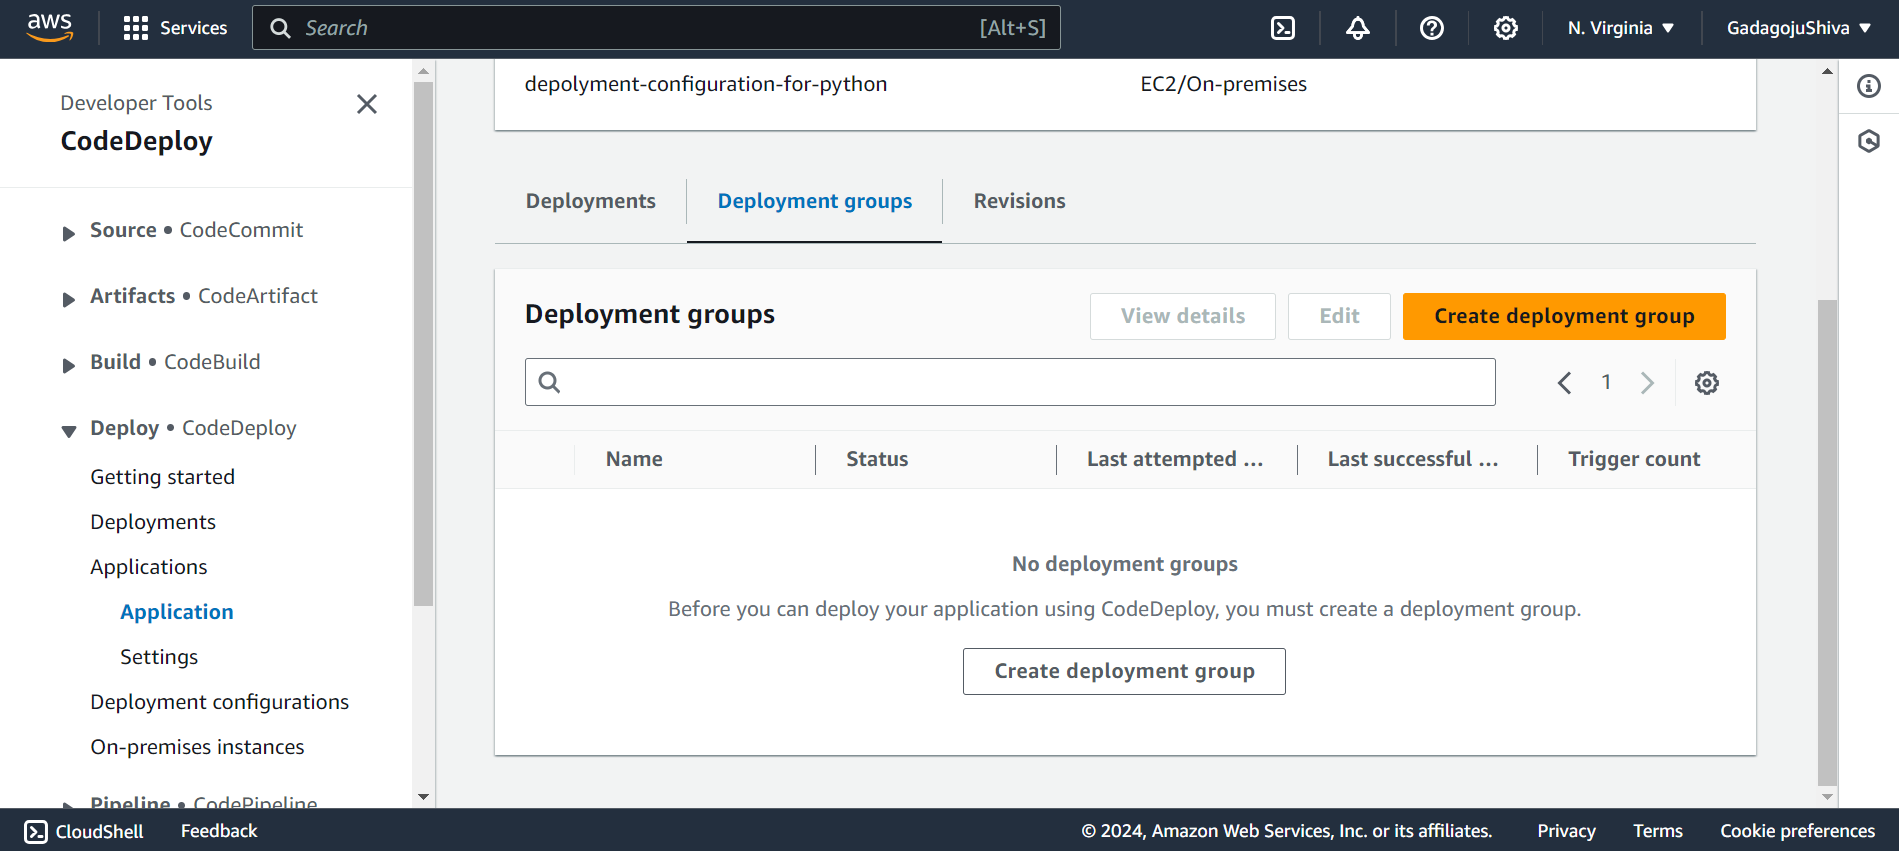 aws Services Search [Alt+S] N. Virginia GadagojuShiva
Developer Tools
CodeDeploy
Source • CodeCommit
Artifacts • CodeArtifact
Build • CodeBuild
Deploy • CodeDeploy
Getting started
Deployments
Applications
Application
Settings
Deployment configurations
On-premises instances
Pipeline • CodePipeline
depolyment-configuration-for-python EC2/On-premises
Deployments Deployment groups Revisions
Deployment groups View details Edit Create deployment group
1
Name Status Last attempted ... Last successful ... Trigger count
No deployment groups
Before you can deploy your application using CodeDeploy, you must create a deployment group.
Create deployment group
CloudShell Feedback © 2024, Amazon Web Services, Inc. or its affiliates. Privacy Terms Cookie preferences